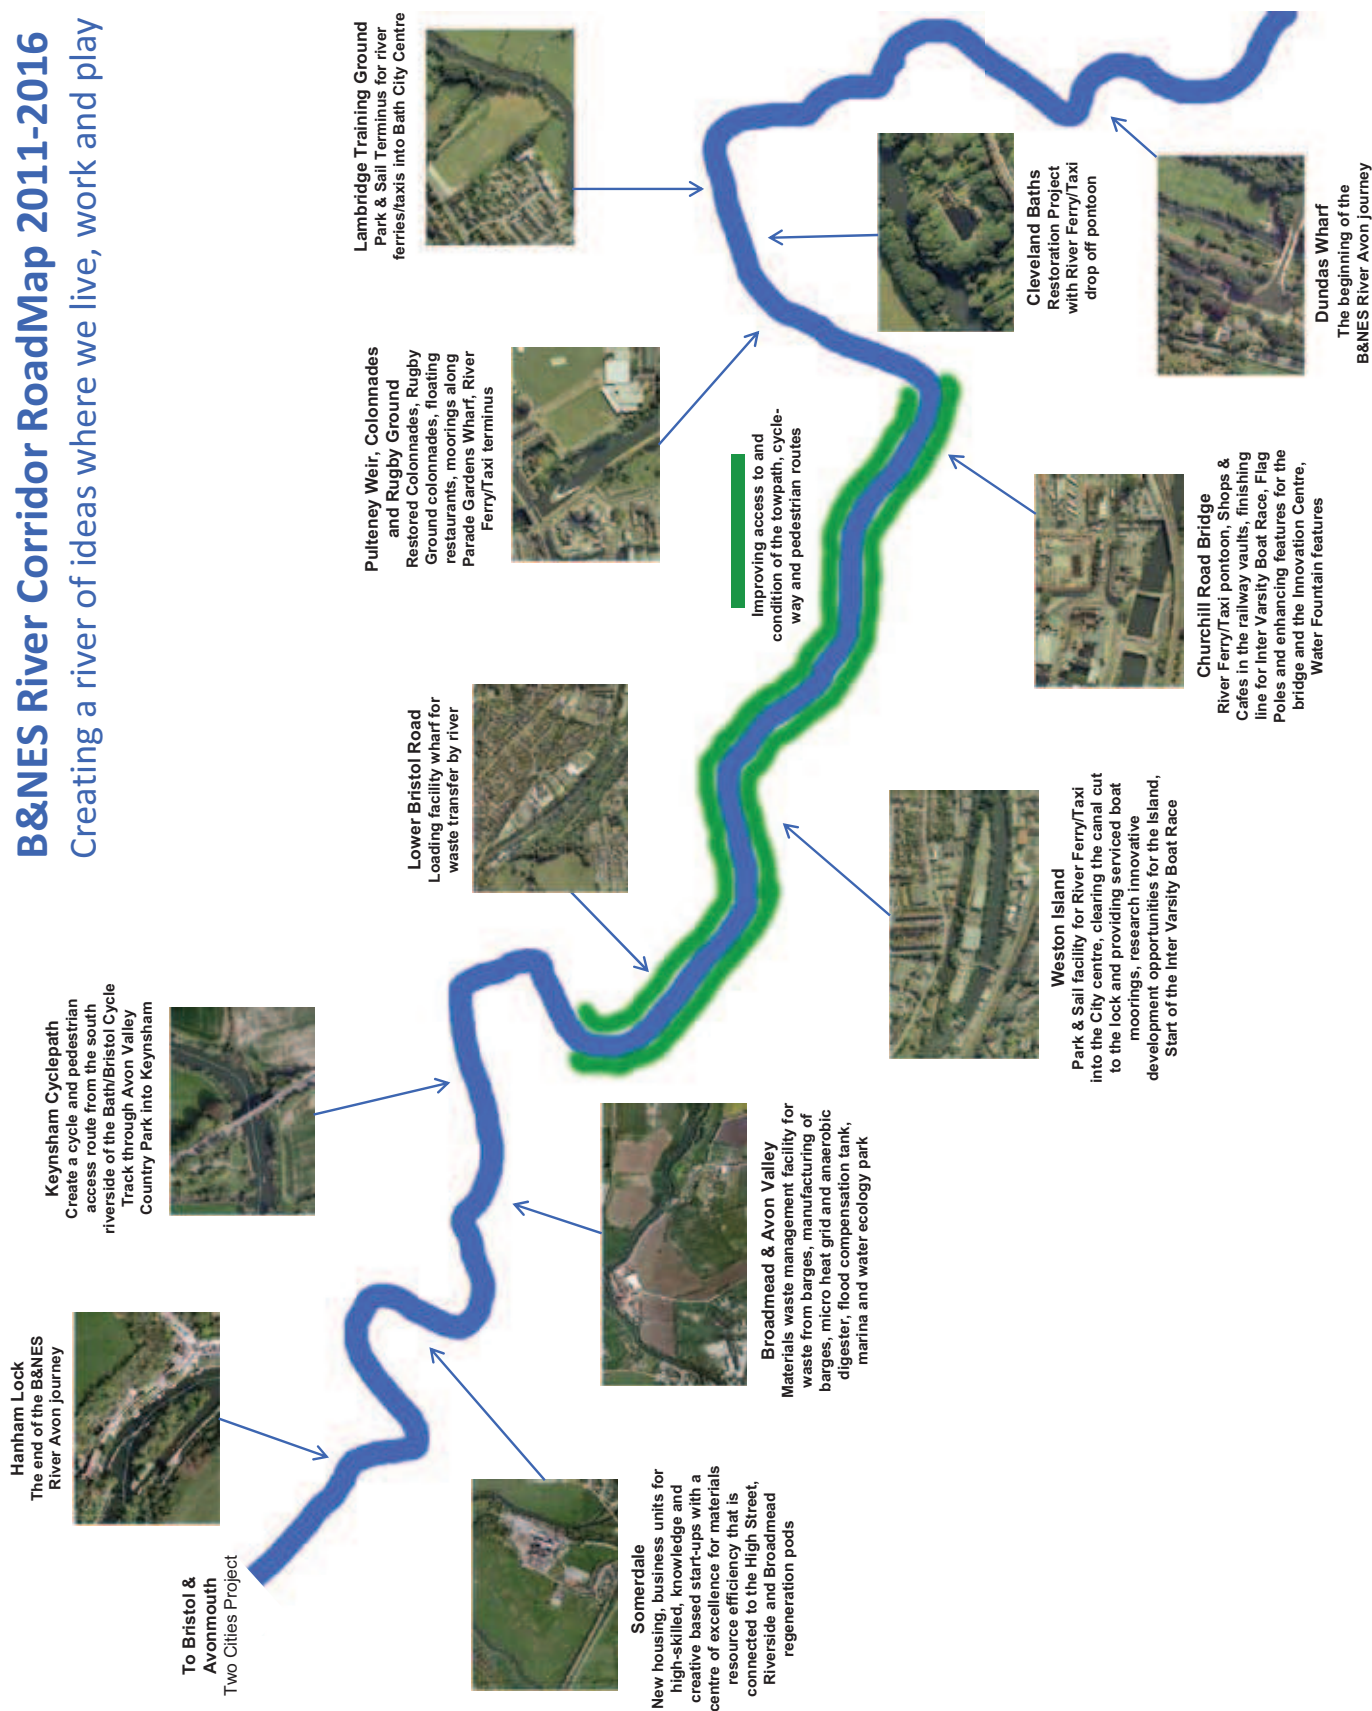 B&NES River Corridor RoadMap 2011-2016
Creating a river of ideas where we live, work and play
Hanham Lock
The end of the B&NES
River Avon journey
To Bristol &
Avonmouth
Two Cities Project
Keynsham Cyclepath
Create a cycle and pedestrian
access route from the south
riverside of the Bath/Bristol Cycle
Track through Avon Valley
Country Park into Keynsham
Lower Bristol Road
Loading facility wharf for
waste transfer by river
Pulteney Weir, Colonnades
and Rugby Ground
Restored Colonnades, Rugby
Ground colonnades, floating
restaurants, moorings along
Parade Gardens Wharf, River
Ferry/Taxi terminus
Lambridge Training Ground
Park & Sail Terminus for river
ferries/taxis into Bath City Centre
Improving access to and
condition of the towpath, cycle-
way and pedestrian routes
Somerdale
New housing, business units for
high-skilled, knowledge and
creative based start-ups with a
centre of excellence for materials
resource efficiency that is
connected to the High Street,
Riverside and Broadmead
regeneration pods
Broadmead & Avon Valley
Materials waste management facility for
waste from barges, manufacturing of
barges, micro heat grid and anaerobic
digester, flood compensation tank,
marina and water ecology park
Weston Island
Park & Sail facility for River Ferry/Taxi
into the City centre, clearing the canal cut
to the lock and providing serviced boat
moorings, research innovative
development opportunities for the Island,
Start of the Inter Varsity Boat Race
Churchill Road Bridge
River Ferry/Taxi pontoon, Shops &
Cafes in the railway vaults, finishing
line for Inter Varsity Boat Race, Flag
Poles and enhancing features for the
bridge and the Innovation Centre,
Water Fountain features
Cleveland Baths
Restoration Project
with River Ferry/Taxi
drop off pontoon
Dundas Wharf
The beginning of the
B&NES River Avon journey